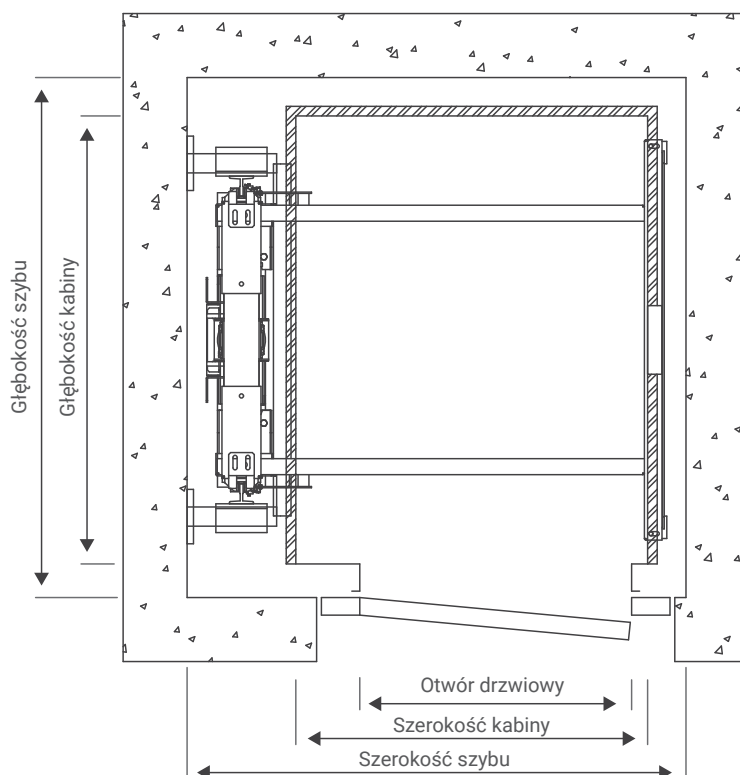 Głębokość szybu
Głębokość kabiny
Otwór drzwiowy
Szerokość kabiny
Szerokość szybu